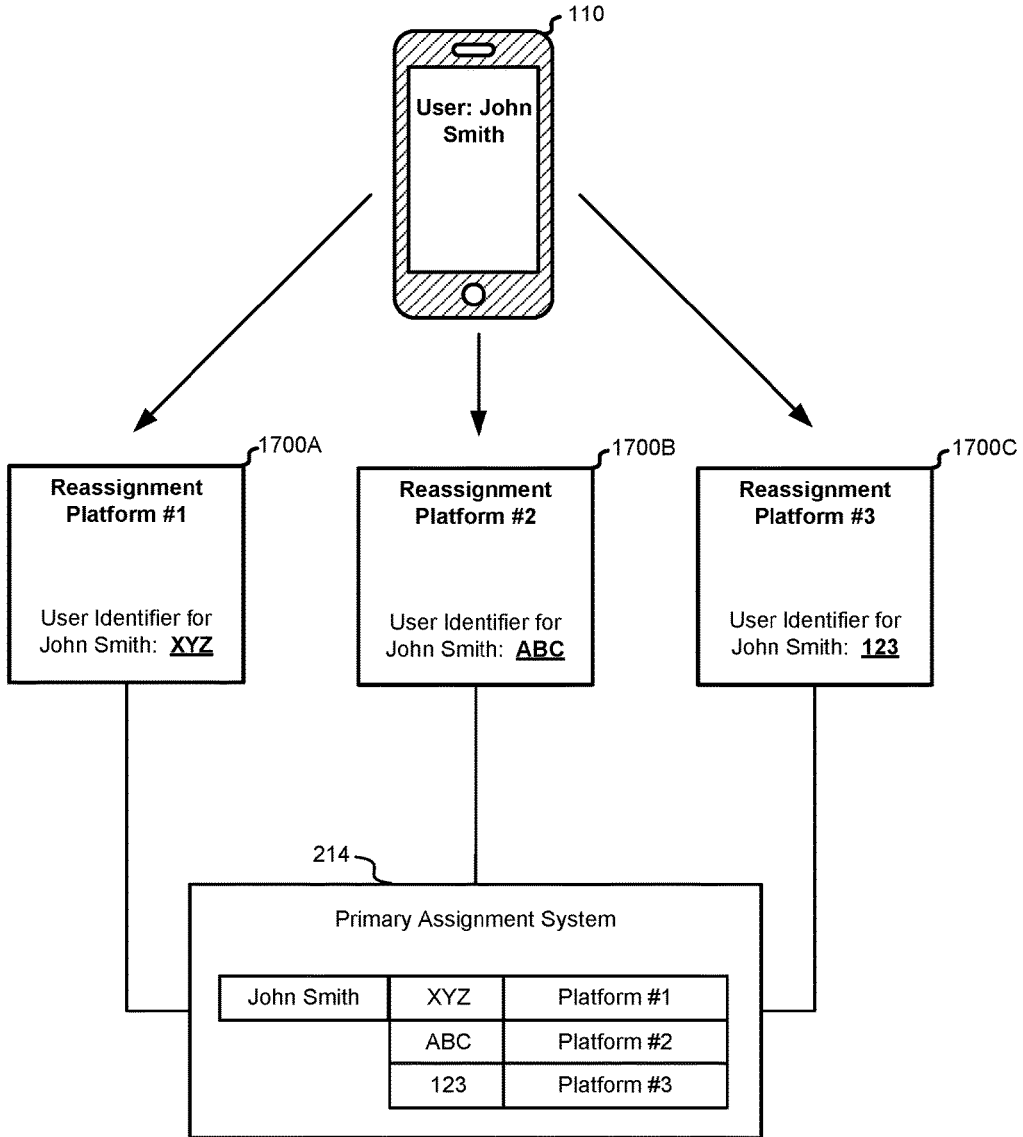 110
User: John
Smith
1700A
1700B
1700C
Reassignment
Platform #1
User Identifier for
John Smith: XYZ
Reassignment
Platform #2
User Identifier for
John Smith: ABC
Reassignment
Platform #3
User Identifier for
John Smith: 123
214
Primary Assignment System
John Smith XYZ Platform #1
ABC Platform #2
123 Platform #3